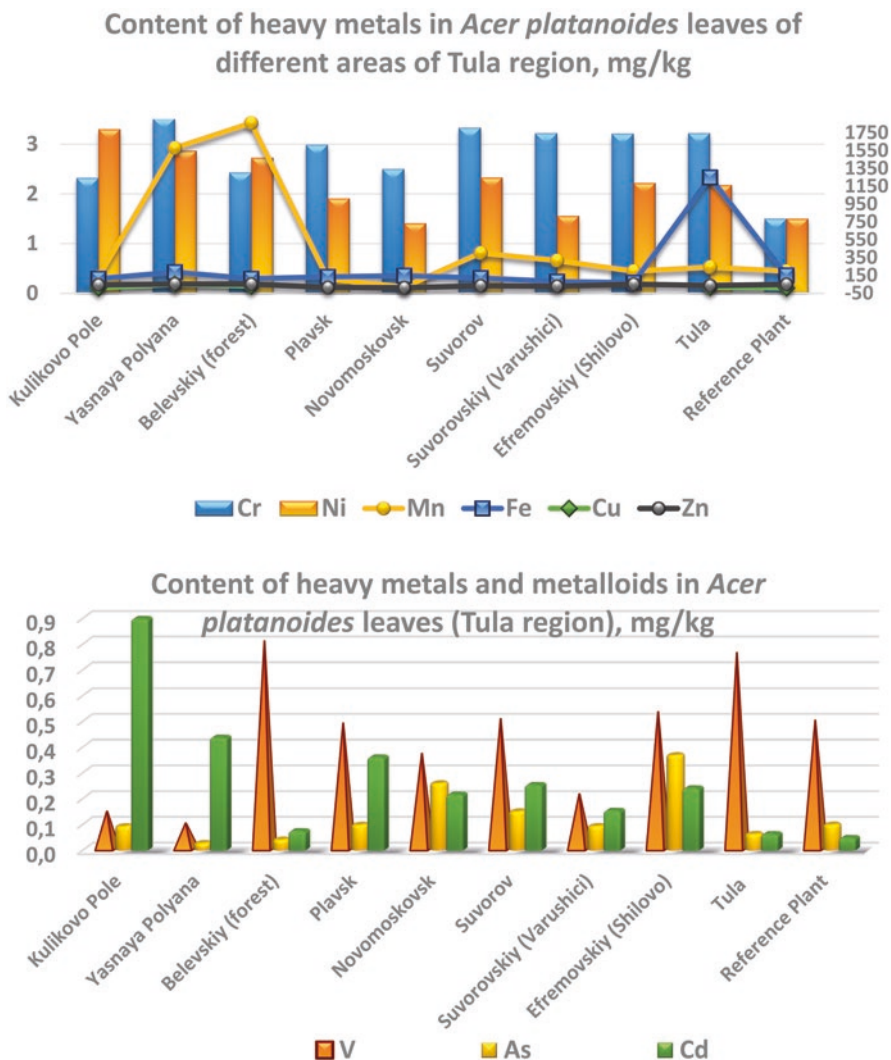 Content of heavy metals in Acer platanoides leaves of
different areas of Tula region, mg/kg
3
2
1
0
1750
1550
1350
1150
950
750
550
350
150
-50
Kulikovo Pole
Yasnaya Polyana
Belevskiy (forest)
Plavsk
Novomoskovsk
Suvorov
Suvorovskiy (Varushici)
Efremovskiy (Shilovo)
Tula
Reference Plant
Cr Ni Mn Fe Cu Zn
Content of heavy metals and metalloids in Acer
platanoides leaves (Tula region), mg/kg
0,9
0,8
0,7
0,6
0,5
0,4
0,3
0,2
0,1
0,0
Kulikovo Pole
Yasnaya Polyana
Belevskiy (forest)
Plavsk
Novomoskovsk
Suvorov
Suvorovskiy (Varushici)
Efremovskiy (Shilovo)
Tula
Reference Plant
V As Cd